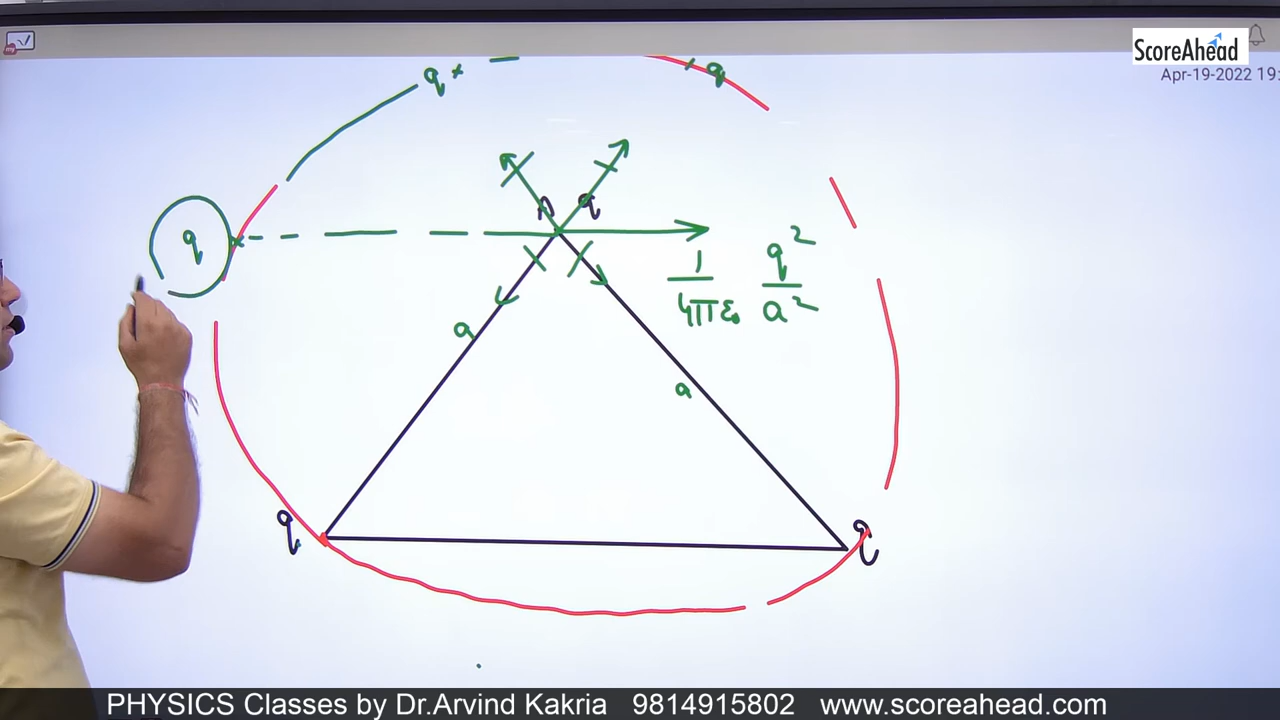 ScoreAhead
Apr-19-2022 19:
q
q
A q
q
1/4πε₀ q²/a²
a
a
q
q
PHYSICS Classes by Dr.Arvind Kakria 9814915802 www.scoreahead.com